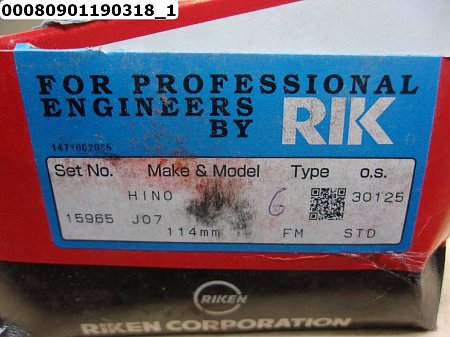 00080901190318_1
FOR PROFESSIONAL
ENGINEERS
BY RIK
1471062085
Set No. Make & Model Type o.s.
HINO 30125
15965 J07 6
114mm FM STD
RIKEN
RIKEN CORPORATION